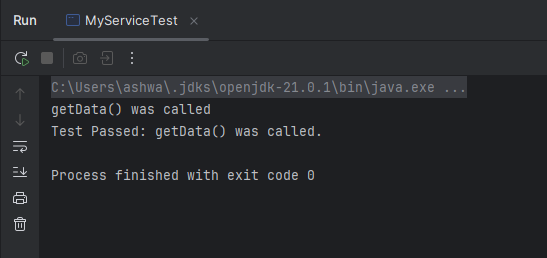 Run MyServiceTest
C:\Users\ashwa\.jdks\openjdk-21.0.1\bin\java.exe ...
getData() was called
Test Passed: getData() was called.
Process finished with exit code 0